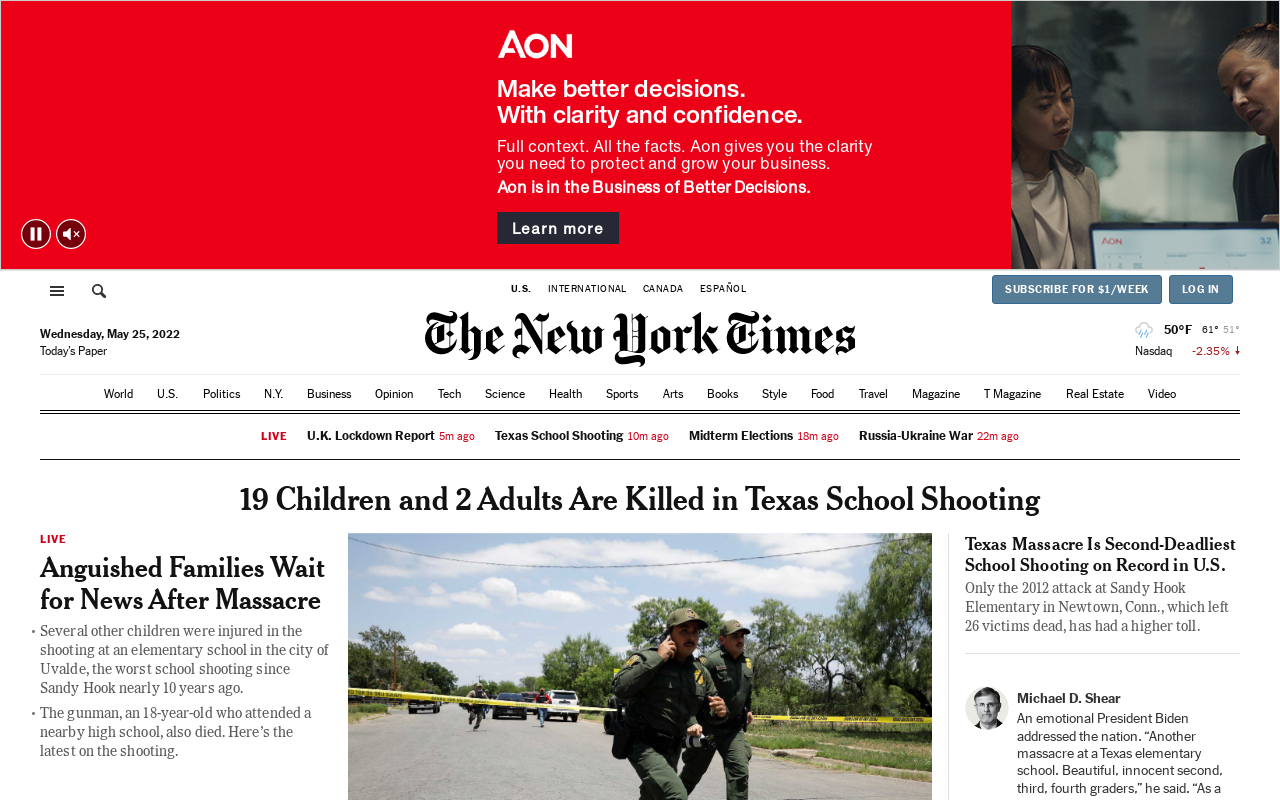 AON
Make better decisions.
With clarity and confidence.
Full context. All the facts. Aon gives you the clarity
you need to protect and grow your business.
Aon is in the Business of Better Decisions.
Learn more
AON
32
U.S.
INTERNATIONAL
CANADA
ESPAÑOL
SUBSCRIBE FOR $1/WEEK
LOG IN
Wednesday, May 25, 2022
Today's Paper
The New York Times
50°F 61° 51°
Nasdaq -2.35%
World U.S. Politics N.Y. Business Opinion Tech Science Health Sports Arts Books Style Food Travel Magazine T Magazine Real Estate Video
LIVE U.K. Lockdown Report 5m ago Texas School Shooting 10m ago Midterm Elections 18m ago Russia-Ukraine War 22m ago
19 Children and 2 Adults Are Killed in Texas School Shooting
LIVE
Anguished Families Wait
for News After Massacre
• Several other children were injured in the
shooting at an elementary school in the city of
Uvalde, the worst school shooting since
Sandy Hook nearly 10 years ago.
• The gunman, an 18-year-old who attended a
nearby high school, also died. Here's the
latest on the shooting.
Texas Massacre Is Second-Deadliest
School Shooting on Record in U.S.
Only the 2012 attack at Sandy Hook
Elementary in Newtown, Conn., which left
26 victims dead, has had a higher toll.
Michael D. Shear
An emotional President Biden
addressed the nation. “Another
massacre at a Texas elementary
school. Beautiful, innocent second,
third, fourth graders,” he said. “As a